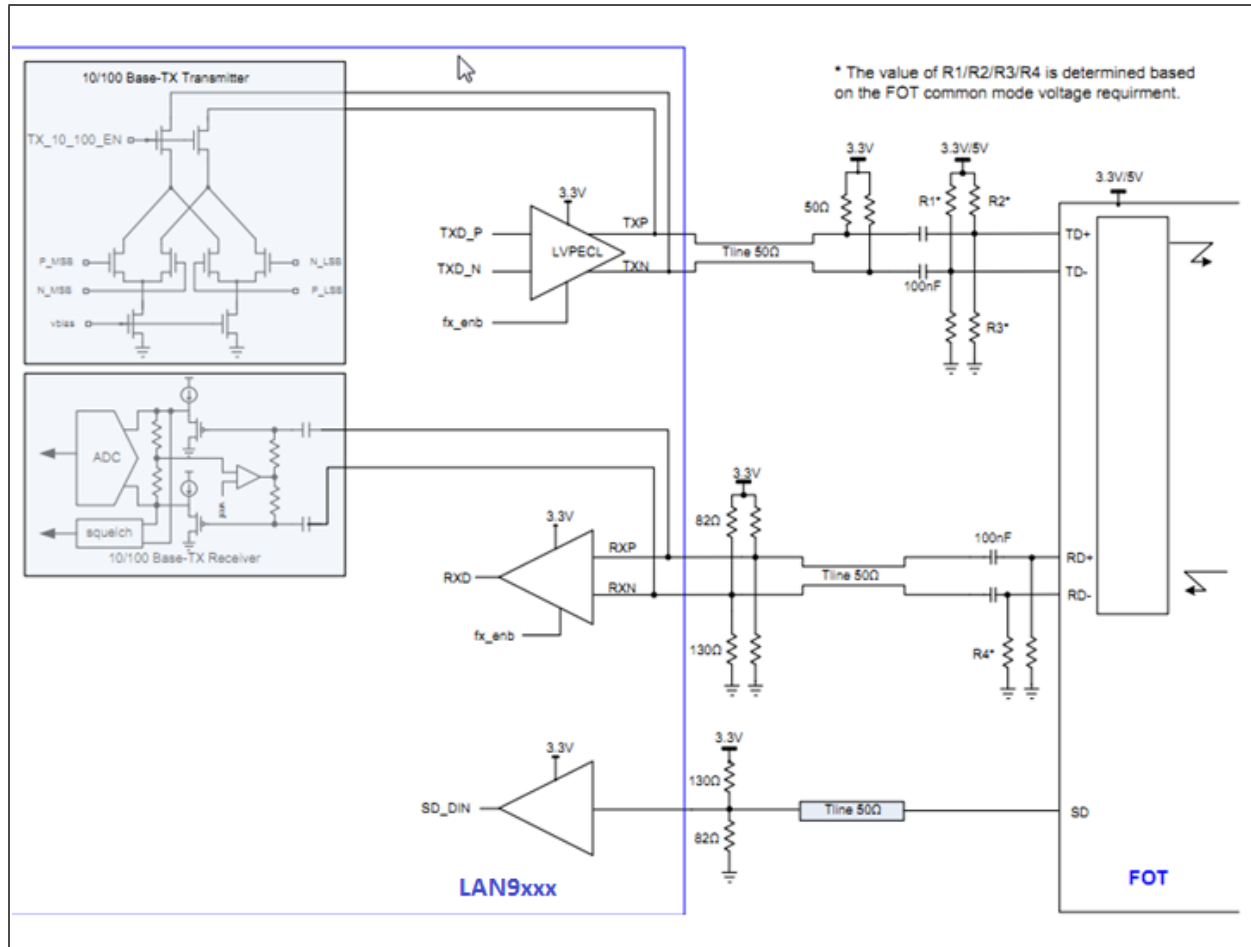 10/100 Base-TX Transmitter
* The value of R1/R2/R3/R4 is determined based
on the FOT common mode voltage requirment.
TX_10_100_EN
P_MSB
N_LSB
N_MSB
P_LSB
vbias
3.3V
TXD_P
TXD_N
LVPECL
TXP
TXN
fx_enb
Tline 50Ω
3.3V
50Ω
3.3V/5V
R1*
R2*
100nF
R3*
3.3V/5V
TD+
TD-
ADC
squelch
10/100 Base-TX Receiver
3.3V
RXD
RXP
RXN
fx_enb
3.3V
82Ω
130Ω
Tline 50Ω
100nF
R4*
RD+
RD-
3.3V
SD_DIN
3.3V
130Ω
82Ω
Tline 50Ω
SD
LAN9xxx
FOT